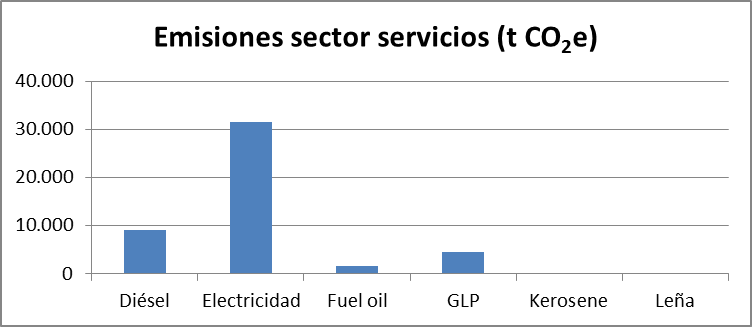 Emisiones sector servicios (t CO₂e)
40.000
30.000
20.000
10.000
0
Diésel Electricidad Fuel oil GLP Kerosene Leña